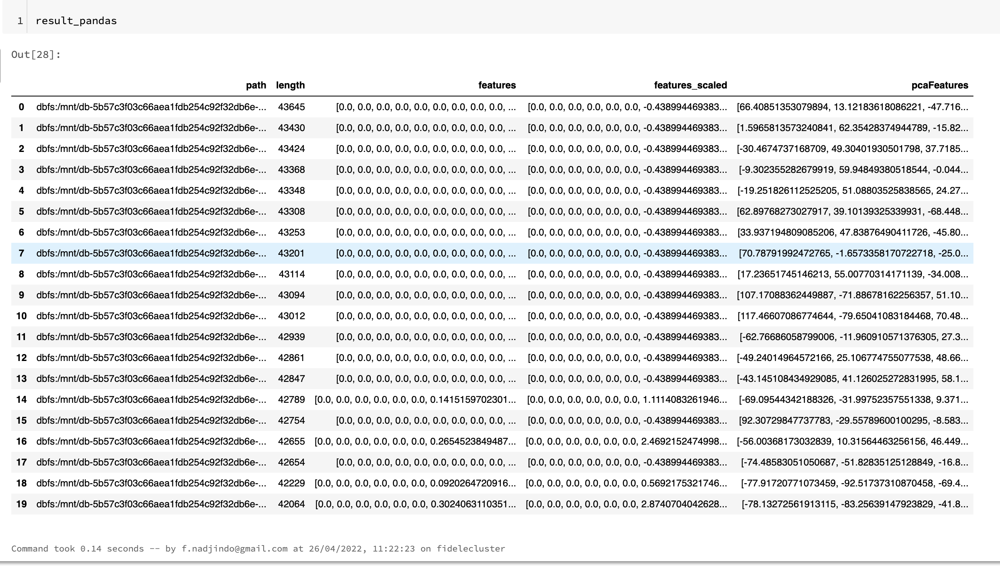 1 result_pandas
Out[28]:
path length features features_scaled pcaFeatures
0 dbfs:/mnt/db-5b57c3f03c66aea1fdb254c92f32db6e-... 43645 [0.0, 0.0, 0.0, 0.0, 0.0, 0.0, 0.0, 0.0, 0.0, ... [0.0, 0.0, 0.0, 0.0, 0.0, 0.0, -0.438994469383... [66.40851353079894, 13.12183618086221, -47.716...
1 dbfs:/mnt/db-5b57c3f03c66aea1fdb254c92f32db6e-... 43430 [0.0, 0.0, 0.0, 0.0, 0.0, 0.0, 0.0, 0.0, 0.0, ... [0.0, 0.0, 0.0, 0.0, 0.0, 0.0, -0.438994469383... [1.5965813573240841, 62.35428374944789, -15.82...
2 dbfs:/mnt/db-5b57c3f03c66aea1fdb254c92f32db6e-... 43424 [0.0, 0.0, 0.0, 0.0, 0.0, 0.0, 0.0, 0.0, 0.0, ... [0.0, 0.0, 0.0, 0.0, 0.0, 0.0, -0.438994469383... [-30.4674737168709, 49.30401930501798, 37.7185...
3 dbfs:/mnt/db-5b57c3f03c66aea1fdb254c92f32db6e-... 43368 [0.0, 0.0, 0.0, 0.0, 0.0, 0.0, 0.0, 0.0, 0.0, ... [0.0, 0.0, 0.0, 0.0, 0.0, 0.0, -0.438994469383... [-9.302355282679919, 59.94849380518544, -0.044...
4 dbfs:/mnt/db-5b57c3f03c66aea1fdb254c92f32db6e-... 43348 [0.0, 0.0, 0.0, 0.0, 0.0, 0.0, 0.0, 0.0, 0.0, ... [0.0, 0.0, 0.0, 0.0, 0.0, 0.0, -0.438994469383... [-19.251826112525205, 51.08803525838565, 24.27...
5 dbfs:/mnt/db-5b57c3f03c66aea1fdb254c92f32db6e-... 43308 [0.0, 0.0, 0.0, 0.0, 0.0, 0.0, 0.0, 0.0, 0.0, ... [0.0, 0.0, 0.0, 0.0, 0.0, 0.0, -0.438994469383... [62.89768273027917, 39.10139325339931, -68.448...
6 dbfs:/mnt/db-5b57c3f03c66aea1fdb254c92f32db6e-... 43253 [0.0, 0.0, 0.0, 0.0, 0.0, 0.0, 0.0, 0.0, 0.0, ... [0.0, 0.0, 0.0, 0.0, 0.0, 0.0, -0.438994469383... [33.937194809085206, 47.83876490411726, -45.80...
7 dbfs:/mnt/db-5b57c3f03c66aea1fdb254c92f32db6e-... 43201 [0.0, 0.0, 0.0, 0.0, 0.0, 0.0, 0.0, 0.0, 0.0, ... [0.0, 0.0, 0.0, 0.0, 0.0, 0.0, -0.438994469383... [70.78791992472765, -1.6573358170722718, -25.0...
8 dbfs:/mnt/db-5b57c3f03c66aea1fdb254c92f32db6e-... 43114 [0.0, 0.0, 0.0, 0.0, 0.0, 0.0, 0.0, 0.0, 0.0, ... [0.0, 0.0, 0.0, 0.0, 0.0, 0.0, -0.438994469383... [17.23651745146213, 55.00770314171139, -34.008...
9 dbfs:/mnt/db-5b57c3f03c66aea1fdb254c92f32db6e-... 43094 [0.0, 0.0, 0.0, 0.0, 0.0, 0.0, 0.0, 0.0, 0.0, ... [0.0, 0.0, 0.0, 0.0, 0.0, 0.0, -0.438994469383... [107.17088362449887, -71.88678162256357, 51.10...
10 dbfs:/mnt/db-5b57c3f03c66aea1fdb254c92f32db6e-... 43012 [0.0, 0.0, 0.0, 0.0, 0.0, 0.0, 0.0, 0.0, 0.0, ... [0.0, 0.0, 0.0, 0.0, 0.0, 0.0, -0.438994469383... [117.46607086774644, -79.65041083184468, 70.48...
11 dbfs:/mnt/db-5b57c3f03c66aea1fdb254c92f32db6e-... 42939 [0.0, 0.0, 0.0, 0.0, 0.0, 0.0, 0.0, 0.0, 0.0, ... [0.0, 0.0, 0.0, 0.0, 0.0, 0.0, -0.438994469383... [-62.76686058799006, -11.960910571376305, 27.3...
12 dbfs:/mnt/db-5b57c3f03c66aea1fdb254c92f32db6e-... 42861 [0.0, 0.0, 0.0, 0.0, 0.0, 0.0, 0.0, 0.0, 0.0, ... [0.0, 0.0, 0.0, 0.0, 0.0, 0.0, -0.438994469383... [-49.24014964572166, 25.106774755077538, 48.66...
13 dbfs:/mnt/db-5b57c3f03c66aea1fdb254c92f32db6e-... 42847 [0.0, 0.0, 0.0, 0.0, 0.0, 0.0, 0.0, 0.0, 0.0, ... [0.0, 0.0, 0.0, 0.0, 0.0, 0.0, -0.438994469383... [-43.145108434929085, 41.126025272831995, 58.1...
14 dbfs:/mnt/db-5b57c3f03c66aea1fdb254c92f32db6e-... 42789 [0.0, 0.0, 0.0, 0.0, 0.0, 0.0, 0.1415159702301... [0.0, 0.0, 0.0, 0.0, 0.0, 0.0, 1.1114083261946... [-69.09544342188326, -31.99752357551338, 9.371...
15 dbfs:/mnt/db-5b57c3f03c66aea1fdb254c92f32db6e-... 42754 [0.0, 0.0, 0.0, 0.0, 0.0, 0.0, 0.0, 0.0, 0.0, ... [0.0, 0.0, 0.0, 0.0, 0.0, 0.0, -0.438994469383... [92.30729847737783, -29.55789600100295, -8.583...
16 dbfs:/mnt/db-5b57c3f03c66aea1fdb254c92f32db6e-... 42655 [0.0, 0.0, 0.0, 0.0, 0.0, 0.0, 0.2654523849487... [0.0, 0.0, 0.0, 0.0, 0.0, 0.0, 2.4692152474998... [-56.00368173032839, 10.31564463256156, 46.449...
17 dbfs:/mnt/db-5b57c3f03c66aea1fdb254c92f32db6e-... 42654 [0.0, 0.0, 0.0, 0.0, 0.0, 0.0, 0.0, 0.0, 0.0, ... [0.0, 0.0, 0.0, 0.0, 0.0, 0.0, -0.438994469383... [-74.48583051050687, -51.82835125128849, -16.8...
18 dbfs:/mnt/db-5b57c3f03c66aea1fdb254c92f32db6e-... 42229 [0.0, 0.0, 0.0, 0.0, 0.0, 0.0, 0.0920264720916... [0.0, 0.0, 0.0, 0.0, 0.0, 0.0, 0.5692175321746... [-77.91720771073459, -92.51737310870458, -69.4...
19 dbfs:/mnt/db-5b57c3f03c66aea1fdb254c92f32db6e-... 42064 [0.0, 0.0, 0.0, 0.0, 0.0, 0.0, 0.3024063110351... [0.0, 0.0, 0.0, 0.0, 0.0, 0.0, 2.8740704042628... [-78.13272561913115, -83.25639147923829, -41.8...
Command took 0.14 seconds -- by f.nadjindo@gmail.com at 26/04/2022, 11:22:23 on fidelecluster